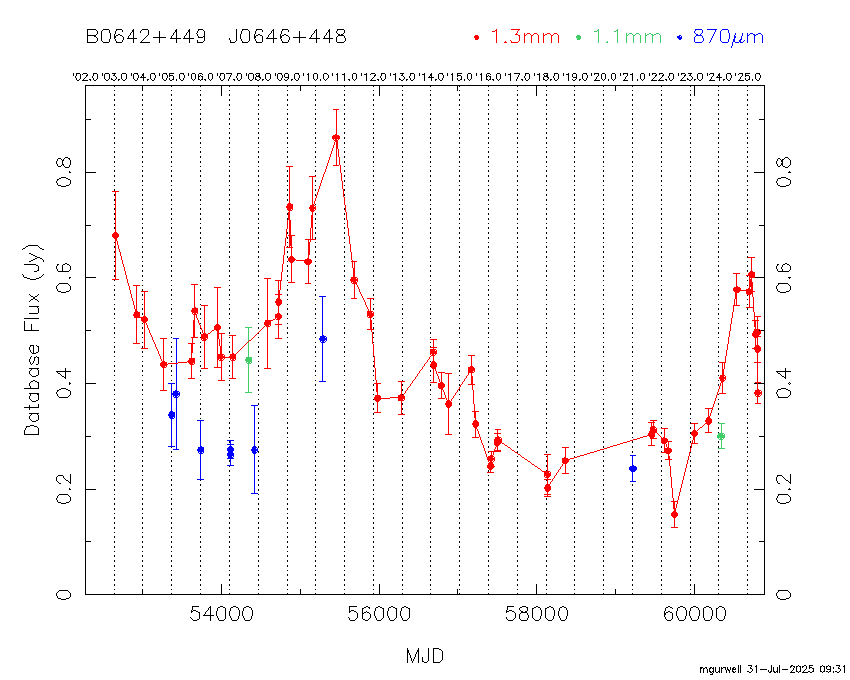 B0642+449 J0646+448 1.3mm 1.1mm 870μm
'02.0 '03.0 '04.0 '05.0 '06.0 '07.0 '08.0 '09.0 '10.0 '11.0 '12.0 '13.0 '14.0 '15.0 '16.0 '17.0 '18.0 '19.0 '20.0 '21.0 '22.0 '23.0 '24.0 '25.0
0.8 0.8
0.6 0.6
Database Flux (Jy)
0.4 0.4
0.2 0.2
0 0
54000 56000 58000 60000
MJD
mgurwell 31-Jul-2025 09:31